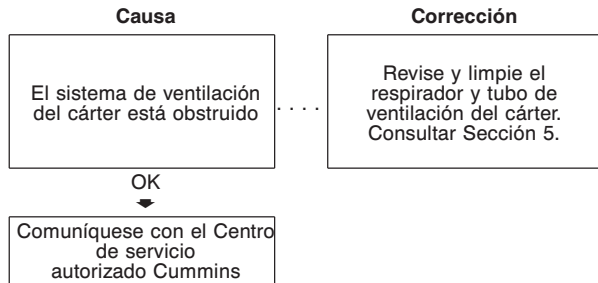 Causa
Corrección
El sistema de ventilación
del cárter está obstruido
. . . .
Revise y limpie el
respirador y tubo de
ventilación del cárter.
Consultar Sección 5.
OK
Comuníquese con el Centro
de servicio
autorizado Cummins